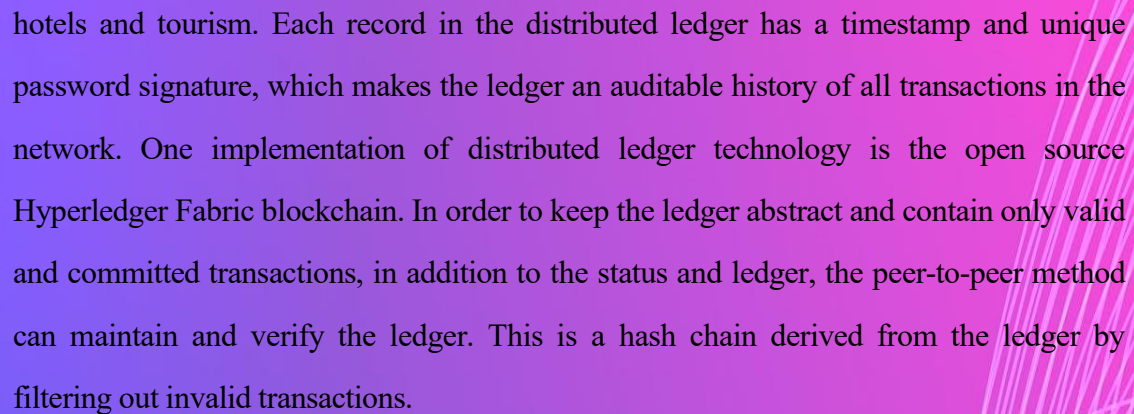 hotels and tourism. Each record in the distributed ledger has a timestamp and unique
password signature, which makes the ledger an auditable history of all transactions in the
network. One implementation of distributed ledger technology is the open source
Hyperledger Fabric blockchain. In order to keep the ledger abstract and contain only valid
and committed transactions, in addition to the status and ledger, the peer-to-peer method
can maintain and verify the ledger. This is a hash chain derived from the ledger by
filtering out invalid transactions.